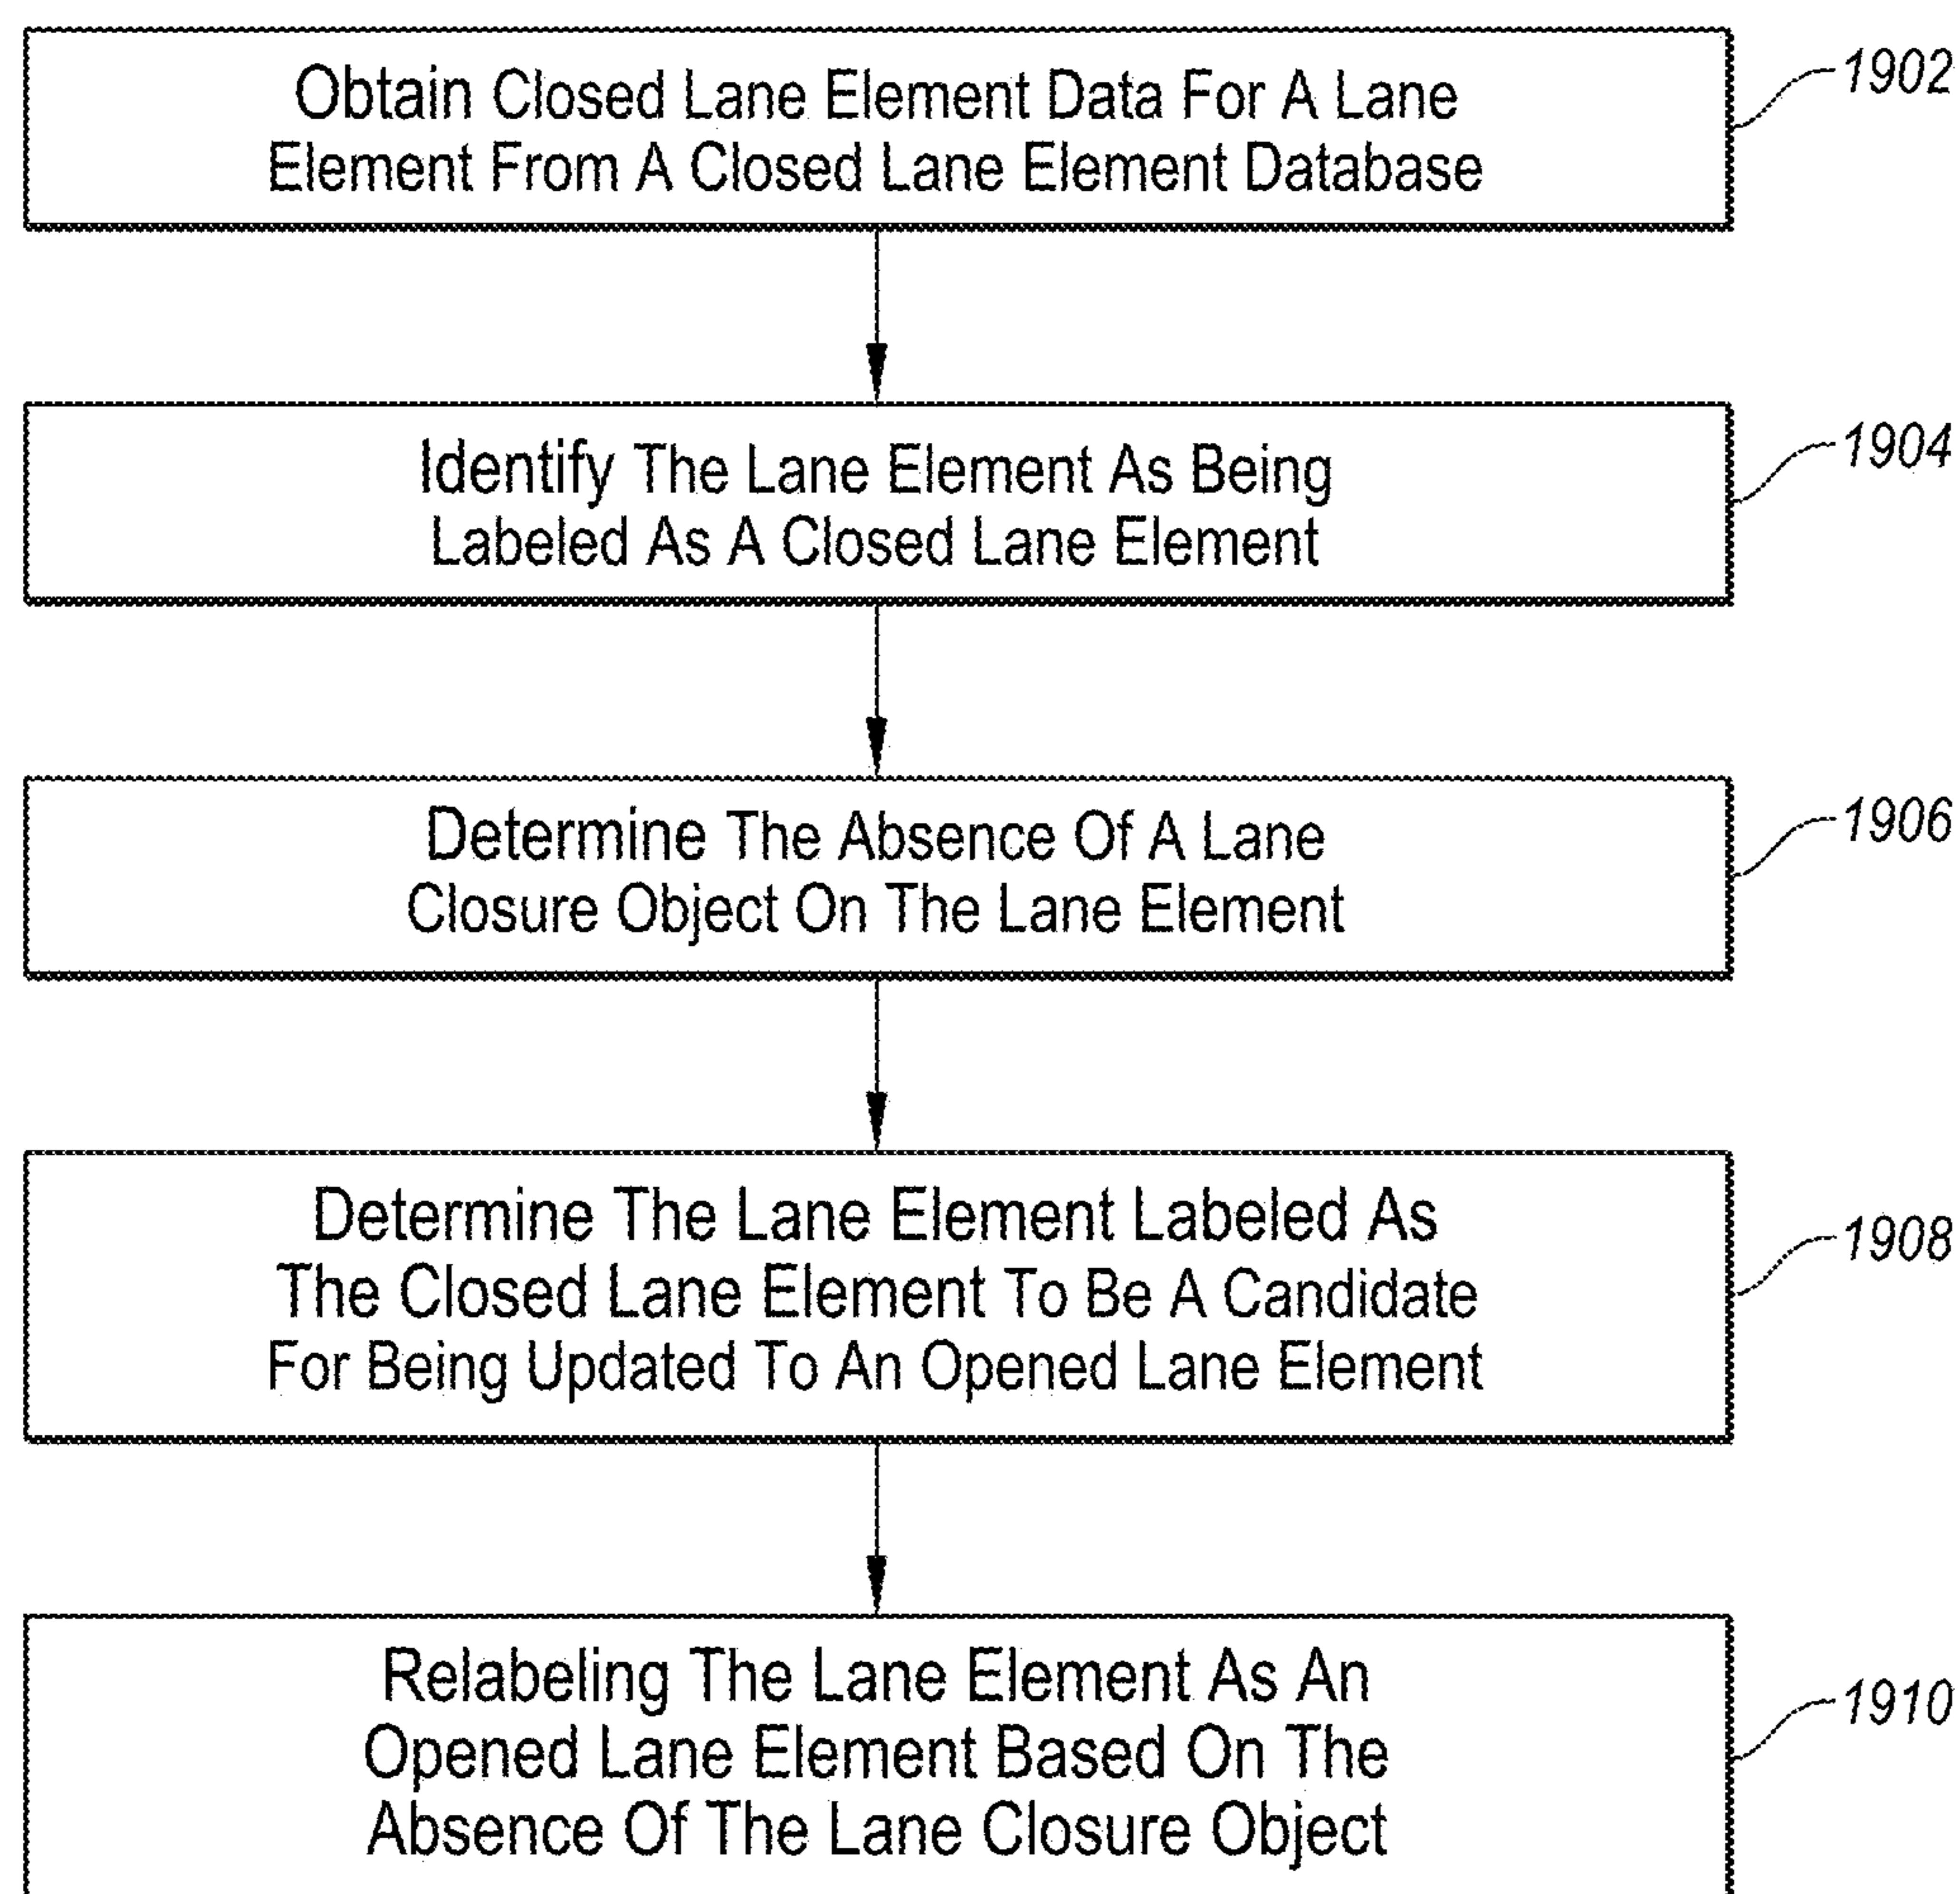 Obtain Closed Lane Element Data For A Lane
Element From A Closed Lane Element Database
1902
Identify The Lane Element As Being
Labeled As A Closed Lane Element
1904
Determine The Absence Of A Lane
Closure Object On The Lane Element
1906
Determine The Lane Element Labeled As
The Closed Lane Element To Be A Candidate
For Being Updated To An Opened Lane Element
1908
Relabeling The Lane Element As An
Opened Lane Element Based On The
Absence Of The Lane Closure Object
1910